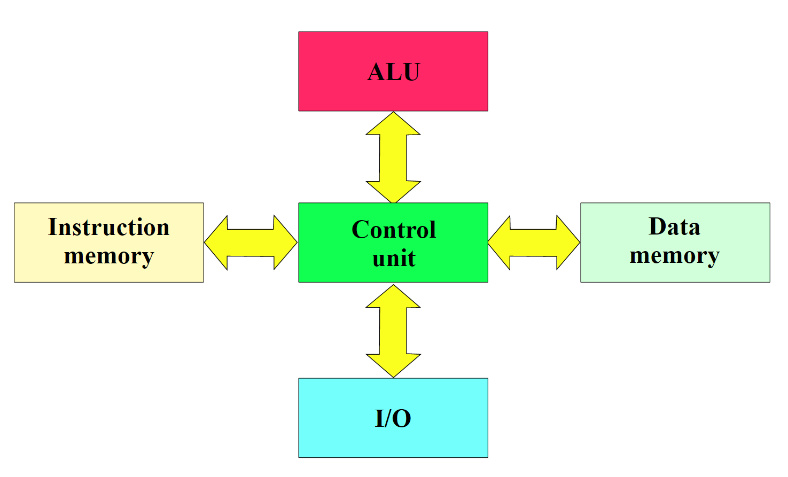 ALU
Instruction
memory
Control
unit
Data
memory
I/O